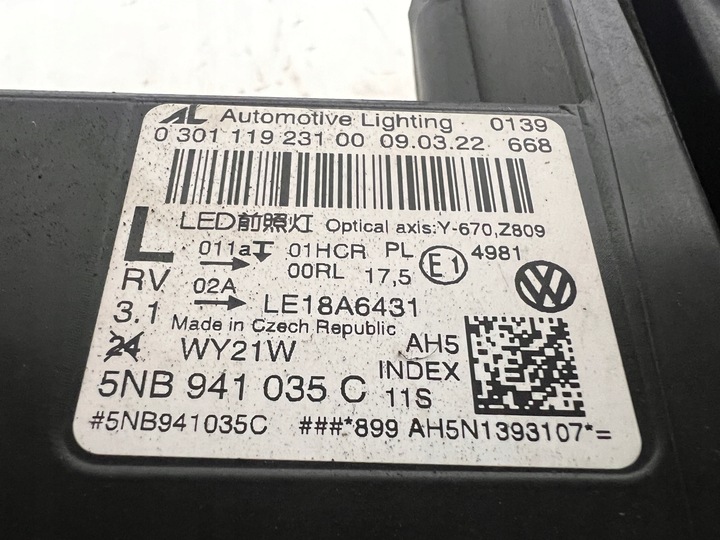 AL Automotive Lighting 0139
0 301 119 231 00 09.03.22 668
LED前照灯 Optical axis:Y-670,Z809
L 011a 01HCR PL E1 4981
00RL 17,5
RV 02A LE18A6431
3.1 Made in Czech Republic
24 WY21W AH5
INDEX
5NB 941 035 C 11S
#5NB941035C ###*899 AH5N1393107*=